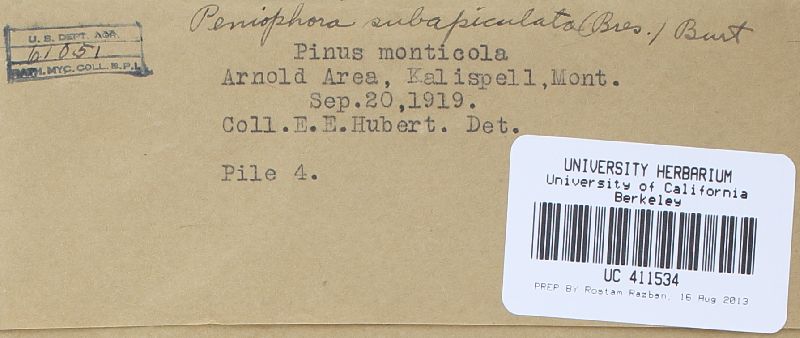 Peniophora subapiculata (Bres.) Burt
U. S. DEPT. AGR.
61051
PATH. MYC. COLL. B.P.I.
Pinus monticola
Arnold Area, Kalispell,Mont.
Sep.20,1919.
Coll.E.E.Hubert. Det.
Pile 4.
UNIVERSITY HERBARIUM
University of California
Berkeley
UC 411534
PREP BY Rostam Razban, 16 Aug 2013